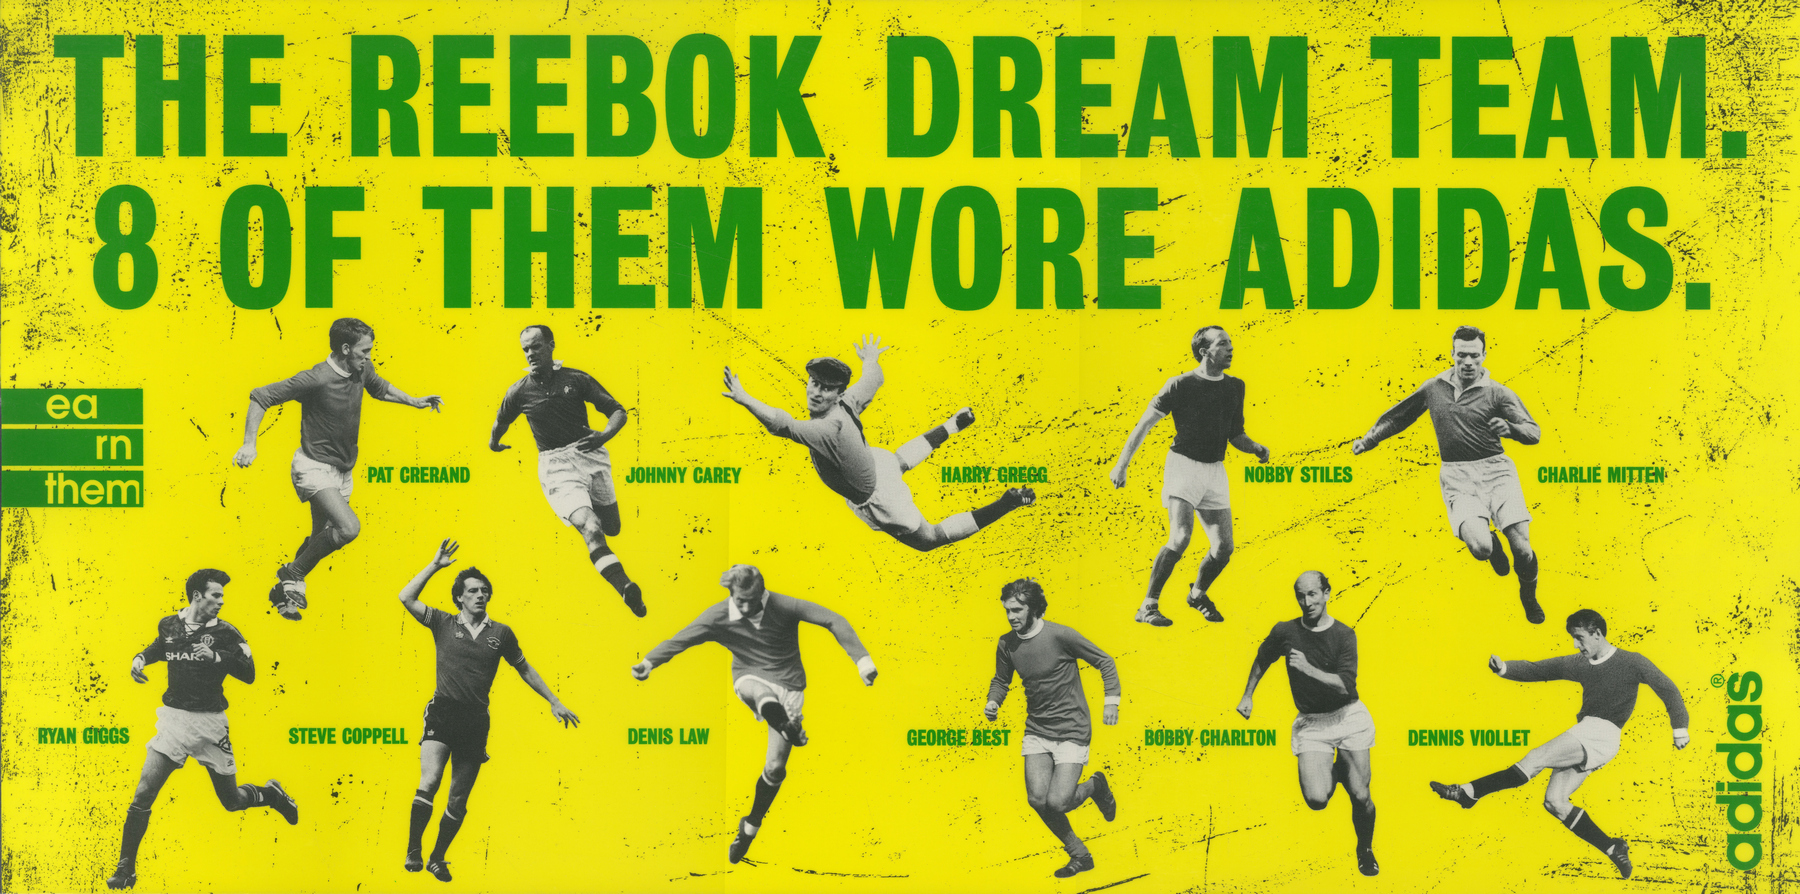 THE REEBOK DREAM TEAM.
8 OF THEM WORE ADIDAS.
ea
rn
them
PAT CRERAND
JOHNNY CAREY
HARRY GREGG
NOBBY STILES
CHARLIE MITTEN
SHAR
RYAN GIGGS
STEVE COPPELL
DENIS LAW
GEORGE BEST
BOBBY CHARLTON
DENNIS VIOLLET
adidas®